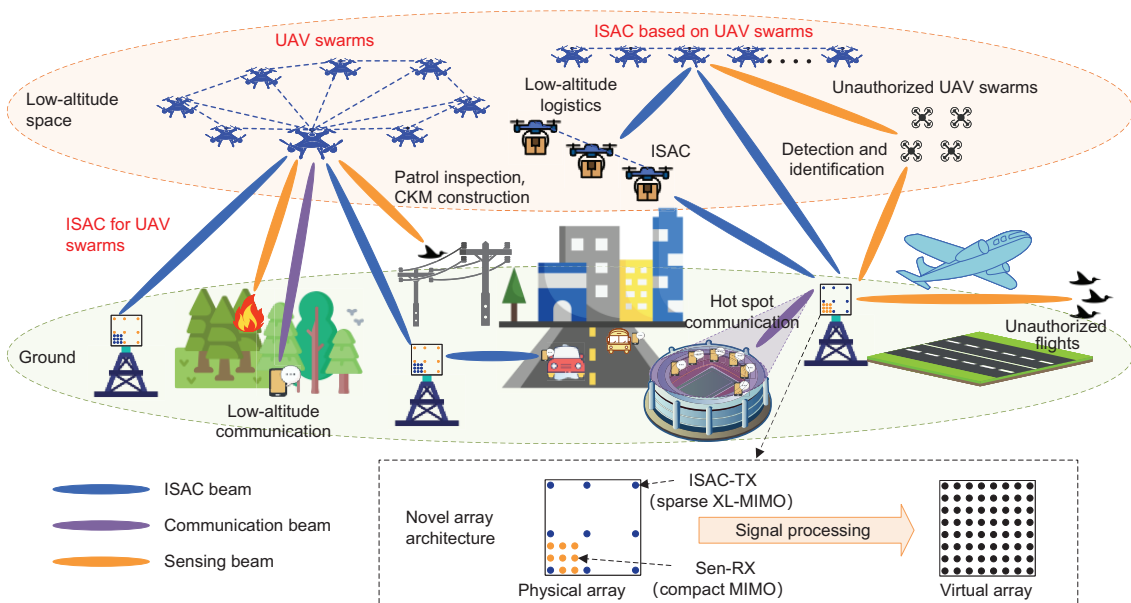 UAV swarms
ISAC based on UAV swarms
Low-altitude
space
Low-altitude
logistics
Unauthorized UAV swarms
ISAC
Detection and
identification
Patrol inspection,
CKM construction
ISAC for UAV
swarms
Hot spot
communication
Unauthorized
flights
Ground
Low-altitude
communication
ISAC beam
Communication beam
Sensing beam
Novel array
architecture
ISAC-TX
(sparse XL-MIMO)
Signal processing
Sen-RX
(compact MIMO)
Physical array
Virtual array